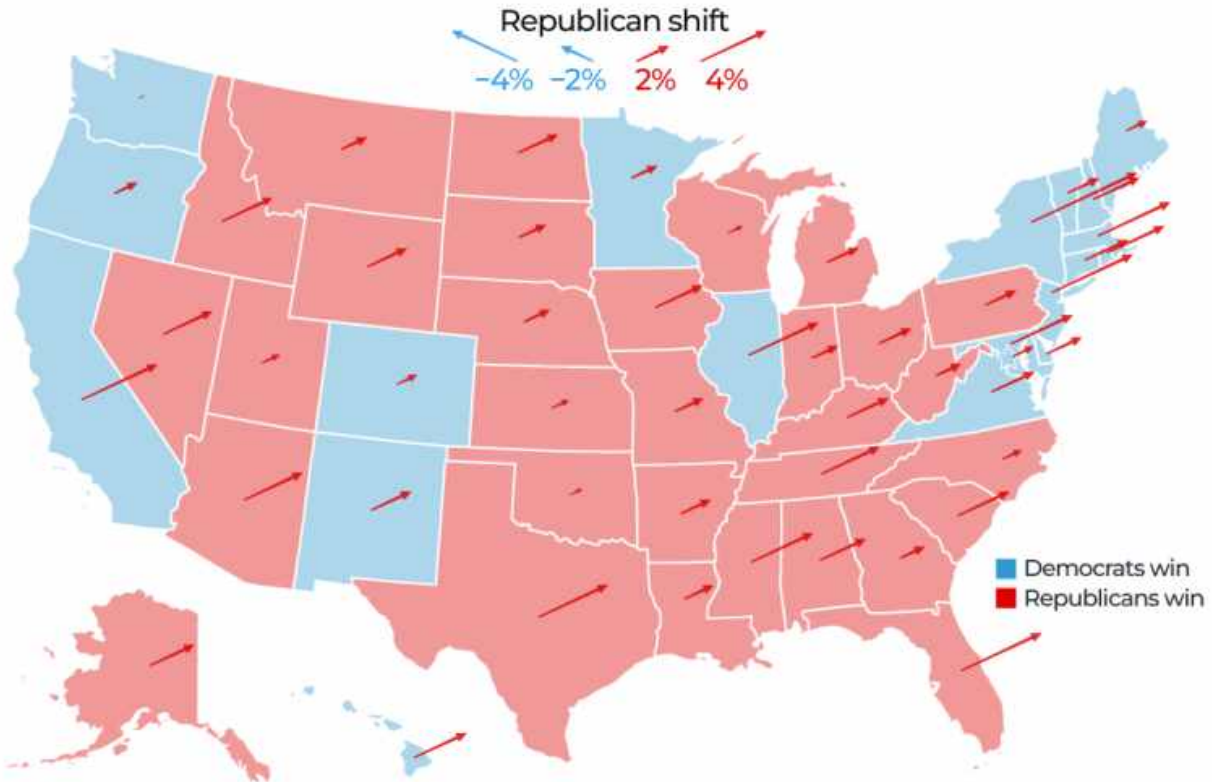 Republican shift
−4% −2% 2% 4%
Democrats win
Republicans win